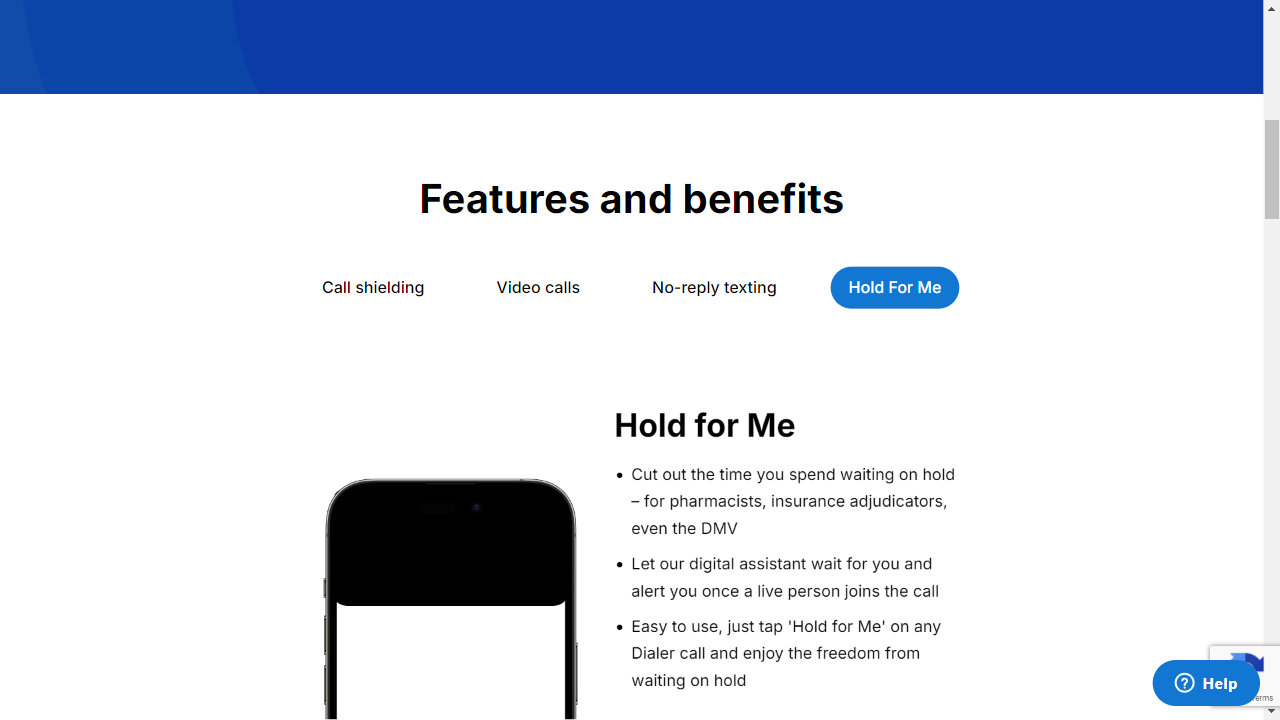 Features and benefits
Call shielding
Video calls
No-reply texting
Hold For Me
Hold for Me
• Cut out the time you spend waiting on hold
– for pharmacists, insurance adjudicators,
even the DMV
• Let our digital assistant wait for you and
alert you once a live person joins the call
• Easy to use, just tap 'Hold for Me' on any
Dialer call and enjoy the freedom from
waiting on hold
Help